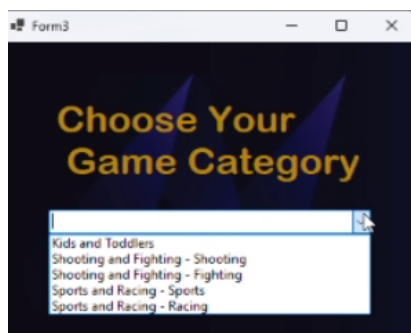 Form3
Choose Your
Game Category
Kids and Toddlers
Shooting and Fighting - Shooting
Shooting and Fighting - Fighting
Sports and Racing - Sports
Sports and Racing - Racing